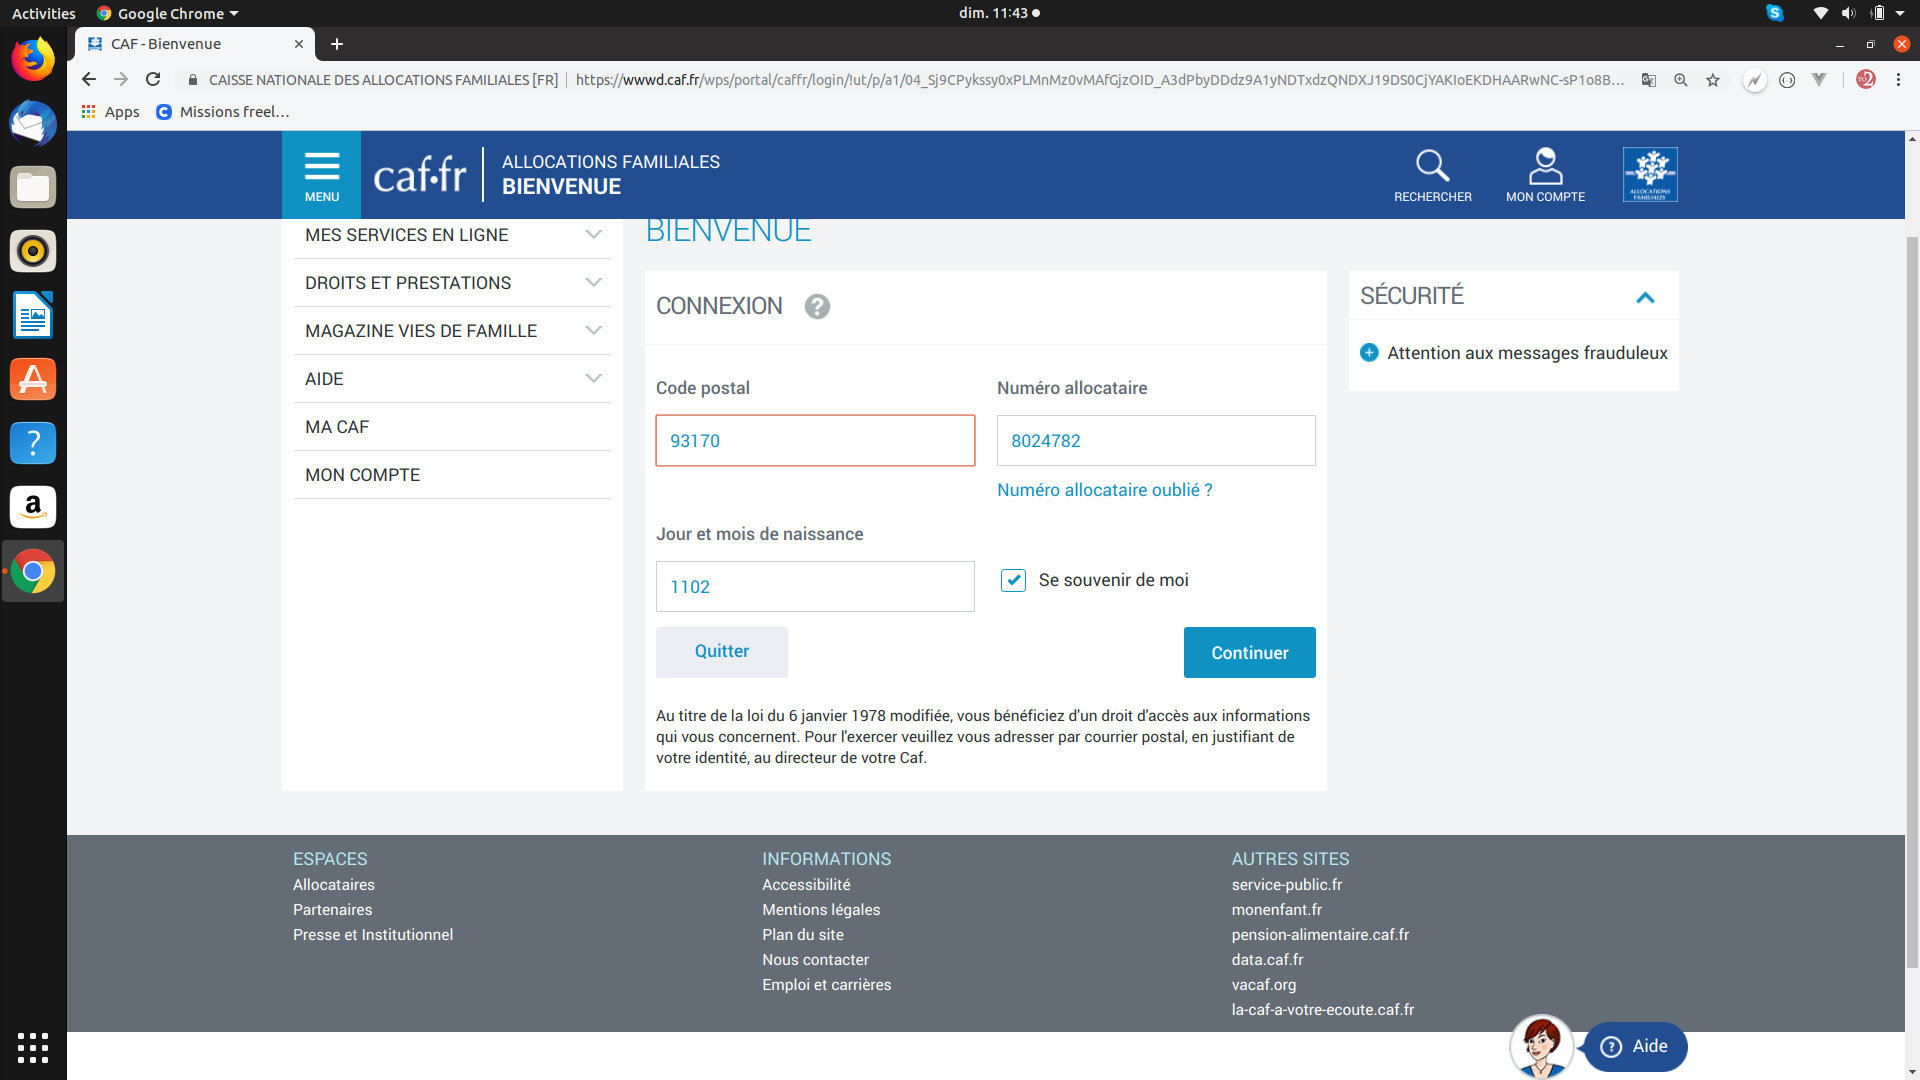 Activities
Google Chrome
dim. 11:43
CAF - Bienvenue
CAISSE NATIONALE DES ALLOCATIONS FAMILIALES [FR]
https://wwwd.caf.fr/wps/portal/caffr/login/!ut/p/a1/04_Sj9CPykssy0xPLMnMz0vMAfGjzOID_A3dPbyDDdz9A1yNDTxdzQNDXJ19DS0CjYAKIoEKDHAARwNC-sP1o8B...
Apps
Missions freel...
MENU
caf.fr
ALLOCATIONS FAMILIALES
BIENVENUE
RECHERCHER
MON COMPTE
ALLOCATIONS
FAMILIALES
BIENVENUE
MES SERVICES EN LIGNE
DROITS ET PRESTATIONS
MAGAZINE VIES DE FAMILLE
AIDE
MA CAF
MON COMPTE
CONNEXION ?
Code postal
93170
Numéro allocataire
8024782
Numéro allocataire oublié ?
Jour et mois de naissance
1102
Se souvenir de moi
Quitter
Continuer
Au titre de la loi du 6 janvier 1978 modifiée, vous bénéficiez d'un droit d'accès aux informations
qui vous concernent. Pour l'exercer veuillez vous adresser par courrier postal, en justifiant de
votre identité, au directeur de votre Caf.
SÉCURITÉ
Attention aux messages frauduleux
ESPACES
Allocataires
Partenaires
Presse et Institutionnel
INFORMATIONS
Accessibilité
Mentions légales
Plan du site
Nous contacter
Emploi et carrières
AUTRES SITES
service-public.fr
monenfant.fr
pension-alimentaire.caf.fr
data.caf.fr
vacaf.org
la-caf-a-votre-ecoute.caf.fr
? Aide